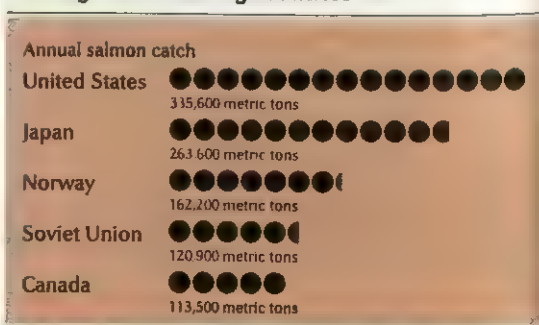 Annual salmon catch
United States
335,600 metric tons
Japan
263,600 metric tons
Norway
162,200 metric tons
Soviet Union
120,900 metric tons
Canada
113,500 metric tons